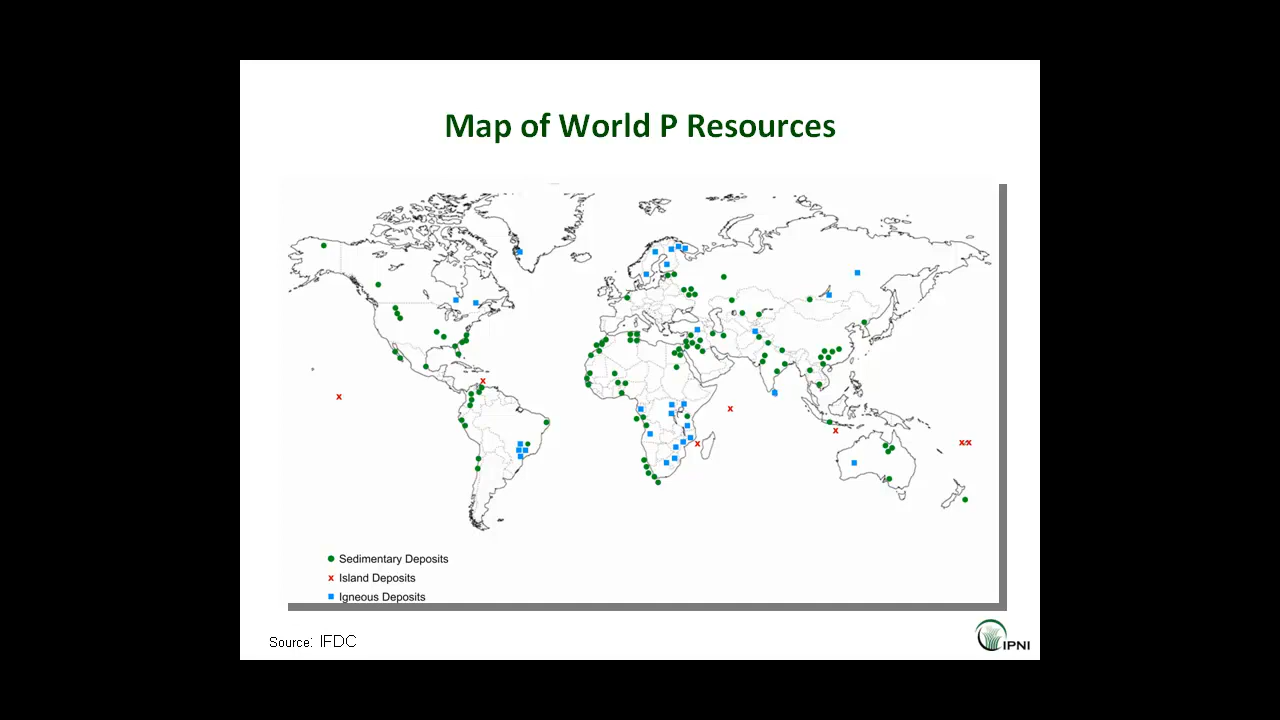 Map of World P Resources
Sedimentary Deposits
x Island Deposits
Igneous Deposits
Source: IFDC
IPNI